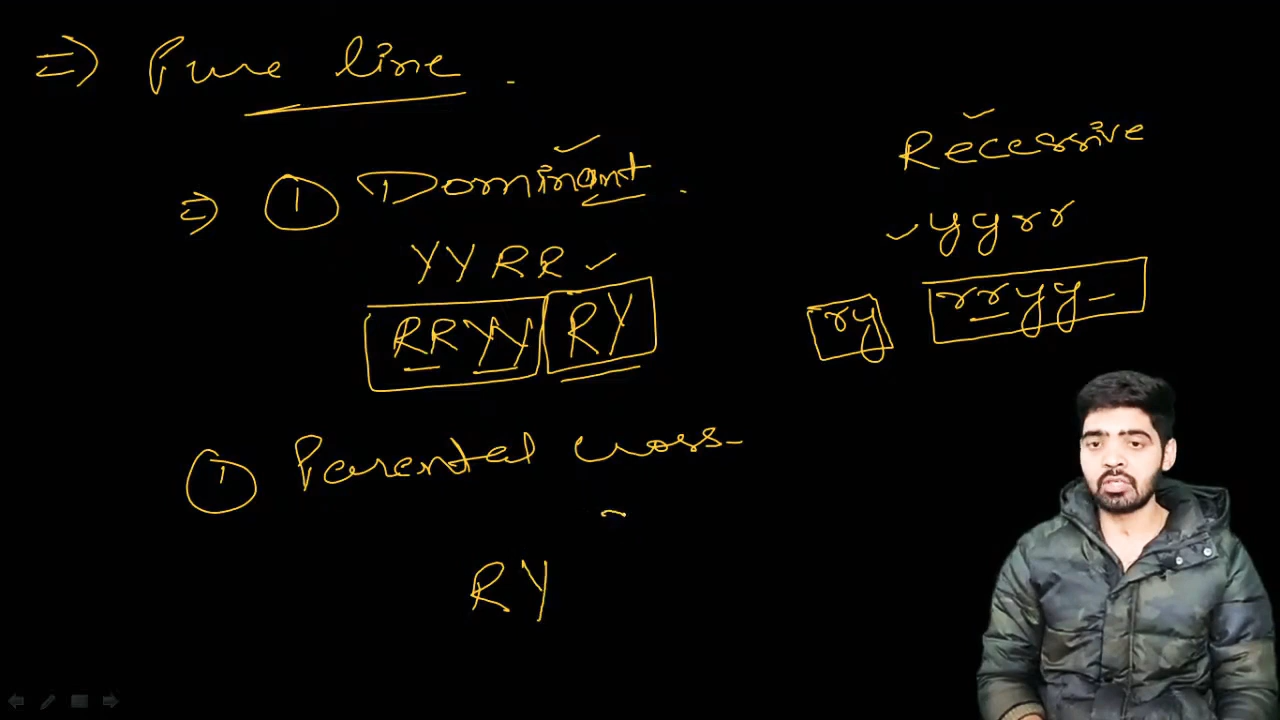 => Pure line .
Recessive
=> ① Dominant .
yyrr
YYRR
RRYY RY
ry rryy
① Parental cross
RY